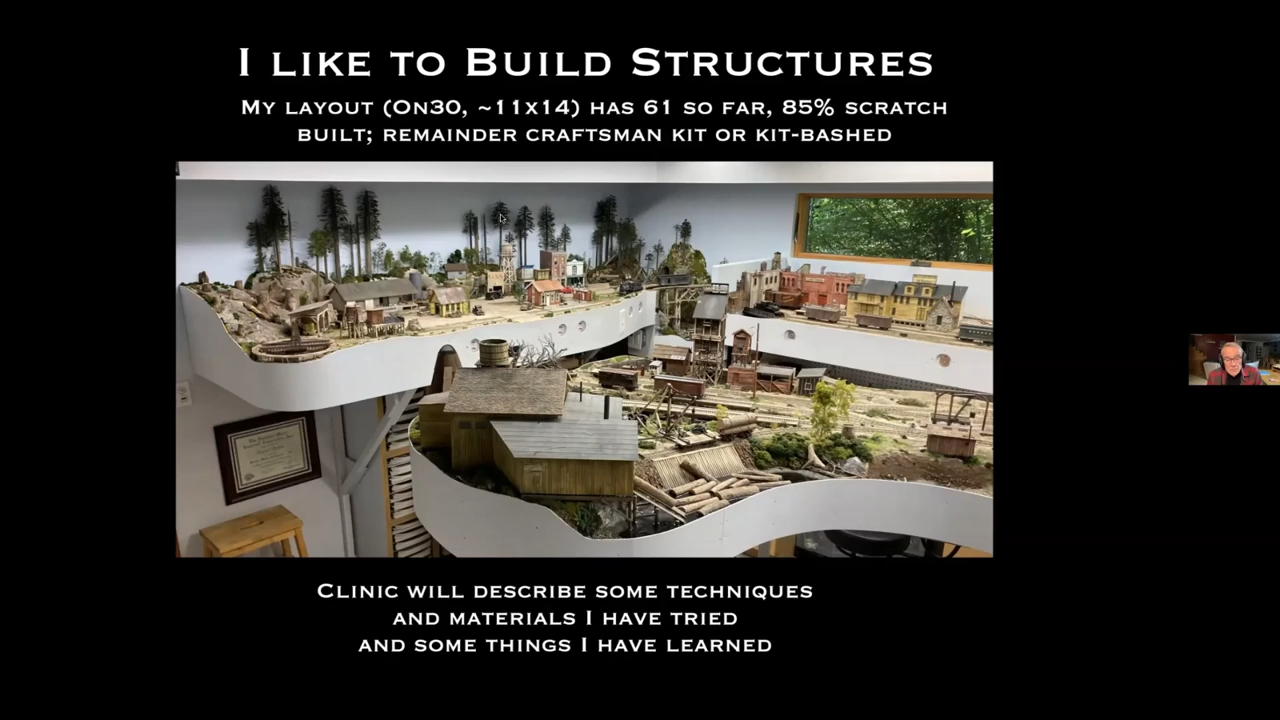 I LIKE TO BUILD STRUCTURES
MY LAYOUT (ON30, ~11X14) HAS 61 SO FAR, 85% SCRATCH
BUILT; REMAINDER CRAFTSMAN KIT OR KIT-BASHED
CLINIC WILL DESCRIBE SOME TECHNIQUES
AND MATERIALS I HAVE TRIED
AND SOME THINGS I HAVE LEARNED